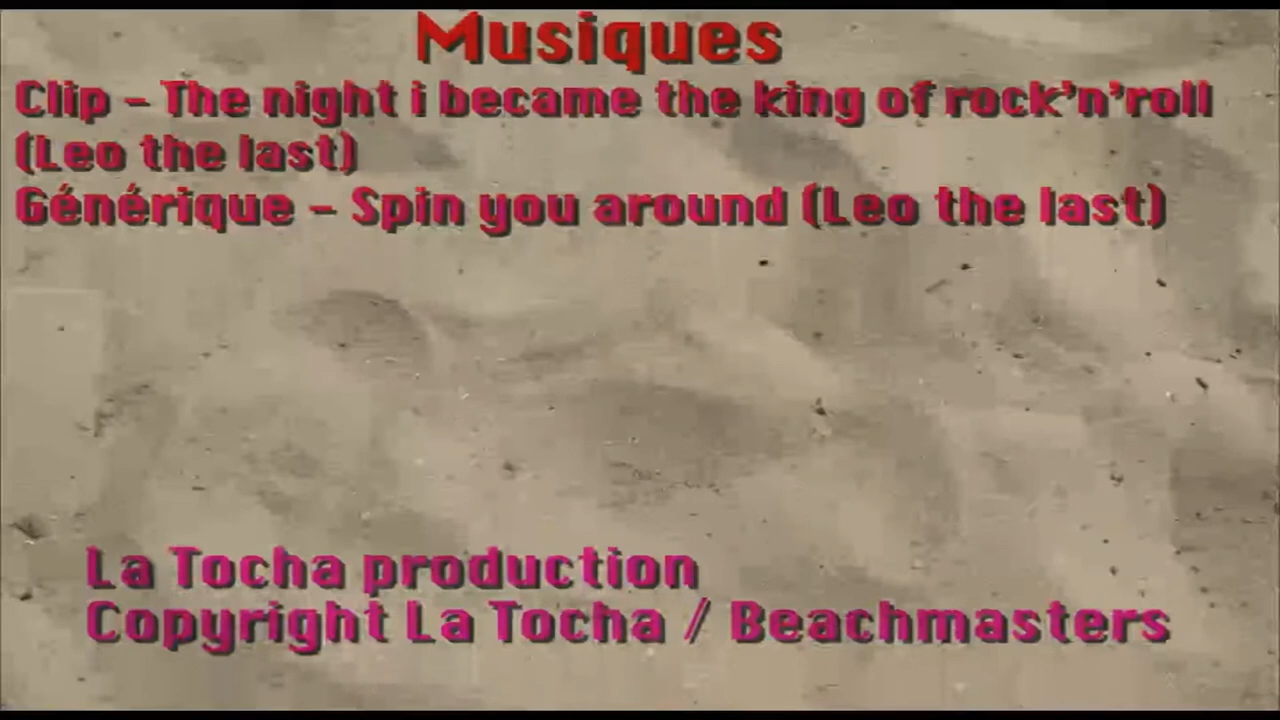 Musiques
Clip - The night i became the king of rock'n'roll
(Leo the last)
Générique - Spin you around (Leo the last)
La Tocha production
Copyright La Tocha / Beachmasters